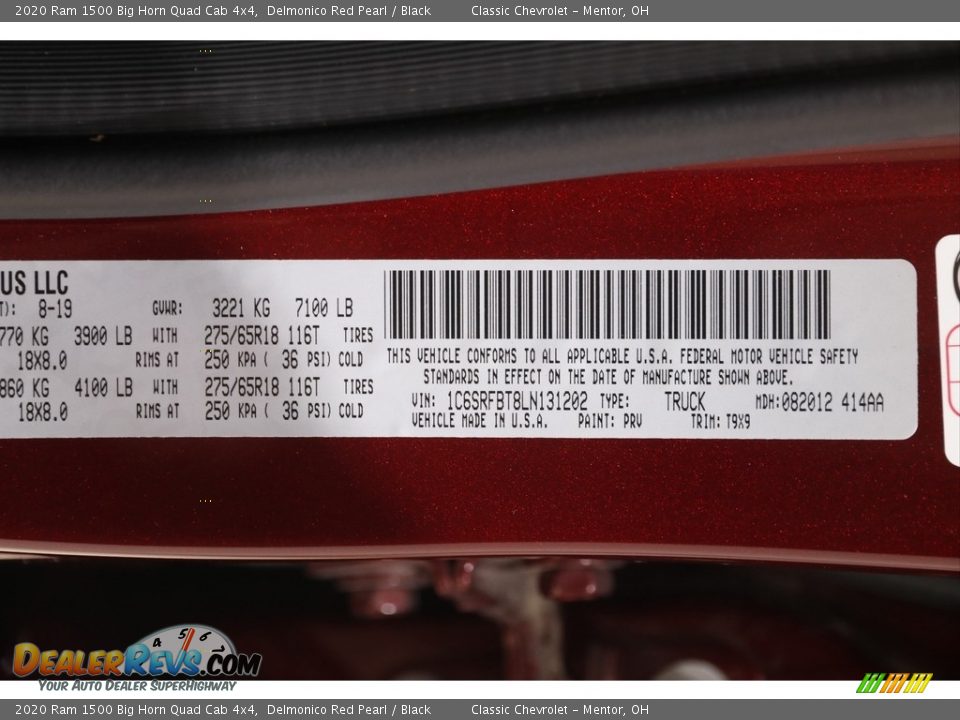 2020 Ram 1500 Big Horn Quad Cab 4x4, Delmonico Red Pearl / Black Classic Chevrolet - Mentor, OH
US LLC
T): 8-19 GVWR: 3221 KG 7100 LB
770 KG 3900 LB WITH 275/65R18 116T TIRES
18X8.0 RIMS AT 250 KPA ( 36 PSI) COLD
860 KG 4100 LB WITH 275/65R18 116T TIRES
18X8.0 RIMS AT 250 KPA ( 36 PSI) COLD
THIS VEHICLE CONFORMS TO ALL APPLICABLE U.S.A. FEDERAL MOTOR VEHICLE SAFETY
STANDARDS IN EFFECT ON THE DATE OF MANUFACTURE SHOWN ABOVE.
VIN: 1C6SRFBT8LN131202 TYPE: TRUCK MDH:082012 414AA
VEHICLE MADE IN U.S.A. PAINT: PRV TRIM: T9X9
4 5 6
DEALERREVS.COM
YOUR AUTO DEALER SUPERHIGHWAY
2020 Ram 1500 Big Horn Quad Cab 4x4, Delmonico Red Pearl / Black Classic Chevrolet - Mentor, OH